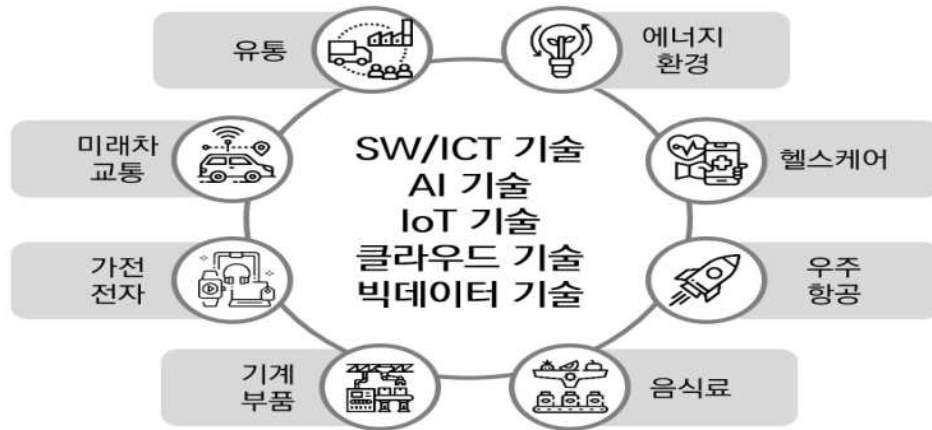 유통
에너지
환경
미래차
교통
SW/ICT 기술
AI 기술
IoT 기술
클라우드 기술
빅데이터 기술
헬스케어
가전
전자
우주
항공
기계
부품
음식료